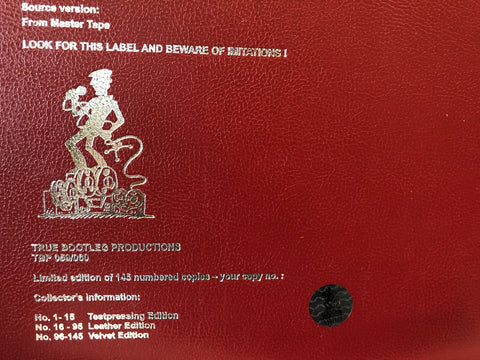 Source version:
From Master Tape
LOOK FOR THIS LABEL AND BEWARE OF IMITATIONS !
TRUE BOOTLEG PRODUCTIONS
TBP 059/060
Limited edition of 145 numbered copies – your copy no. :
Collector's information:
No. 1 - 15 Testpressing Edition
No. 16 - 95 Leather Edition
No. 96-145 Velvet Edition